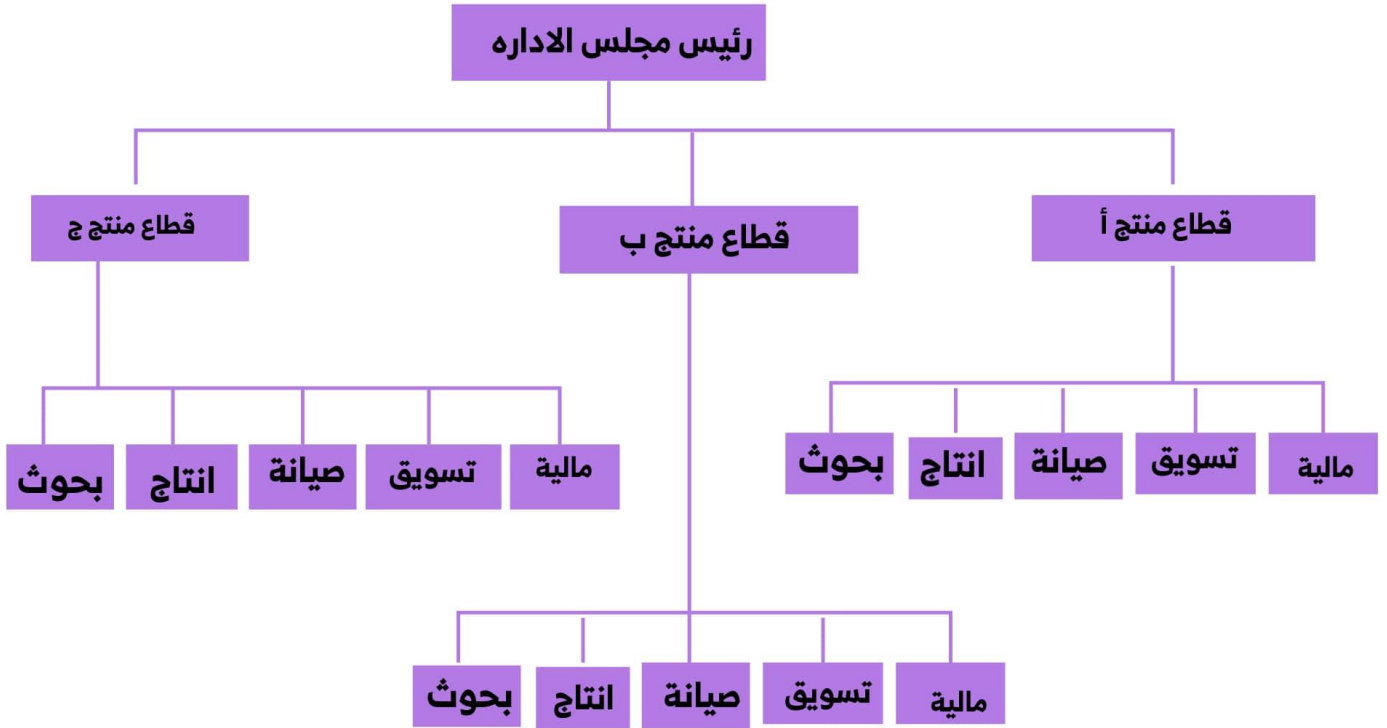 رئيس مجلس الاداره
قطاع منتج أ
قطاع منتج ب
قطاع منتج ج
مالية
تسويق
صيانة
انتاج
بحوث
مالية
تسويق
صيانة
انتاج
بحوث
مالية
تسويق
صيانة
انتاج
بحوث